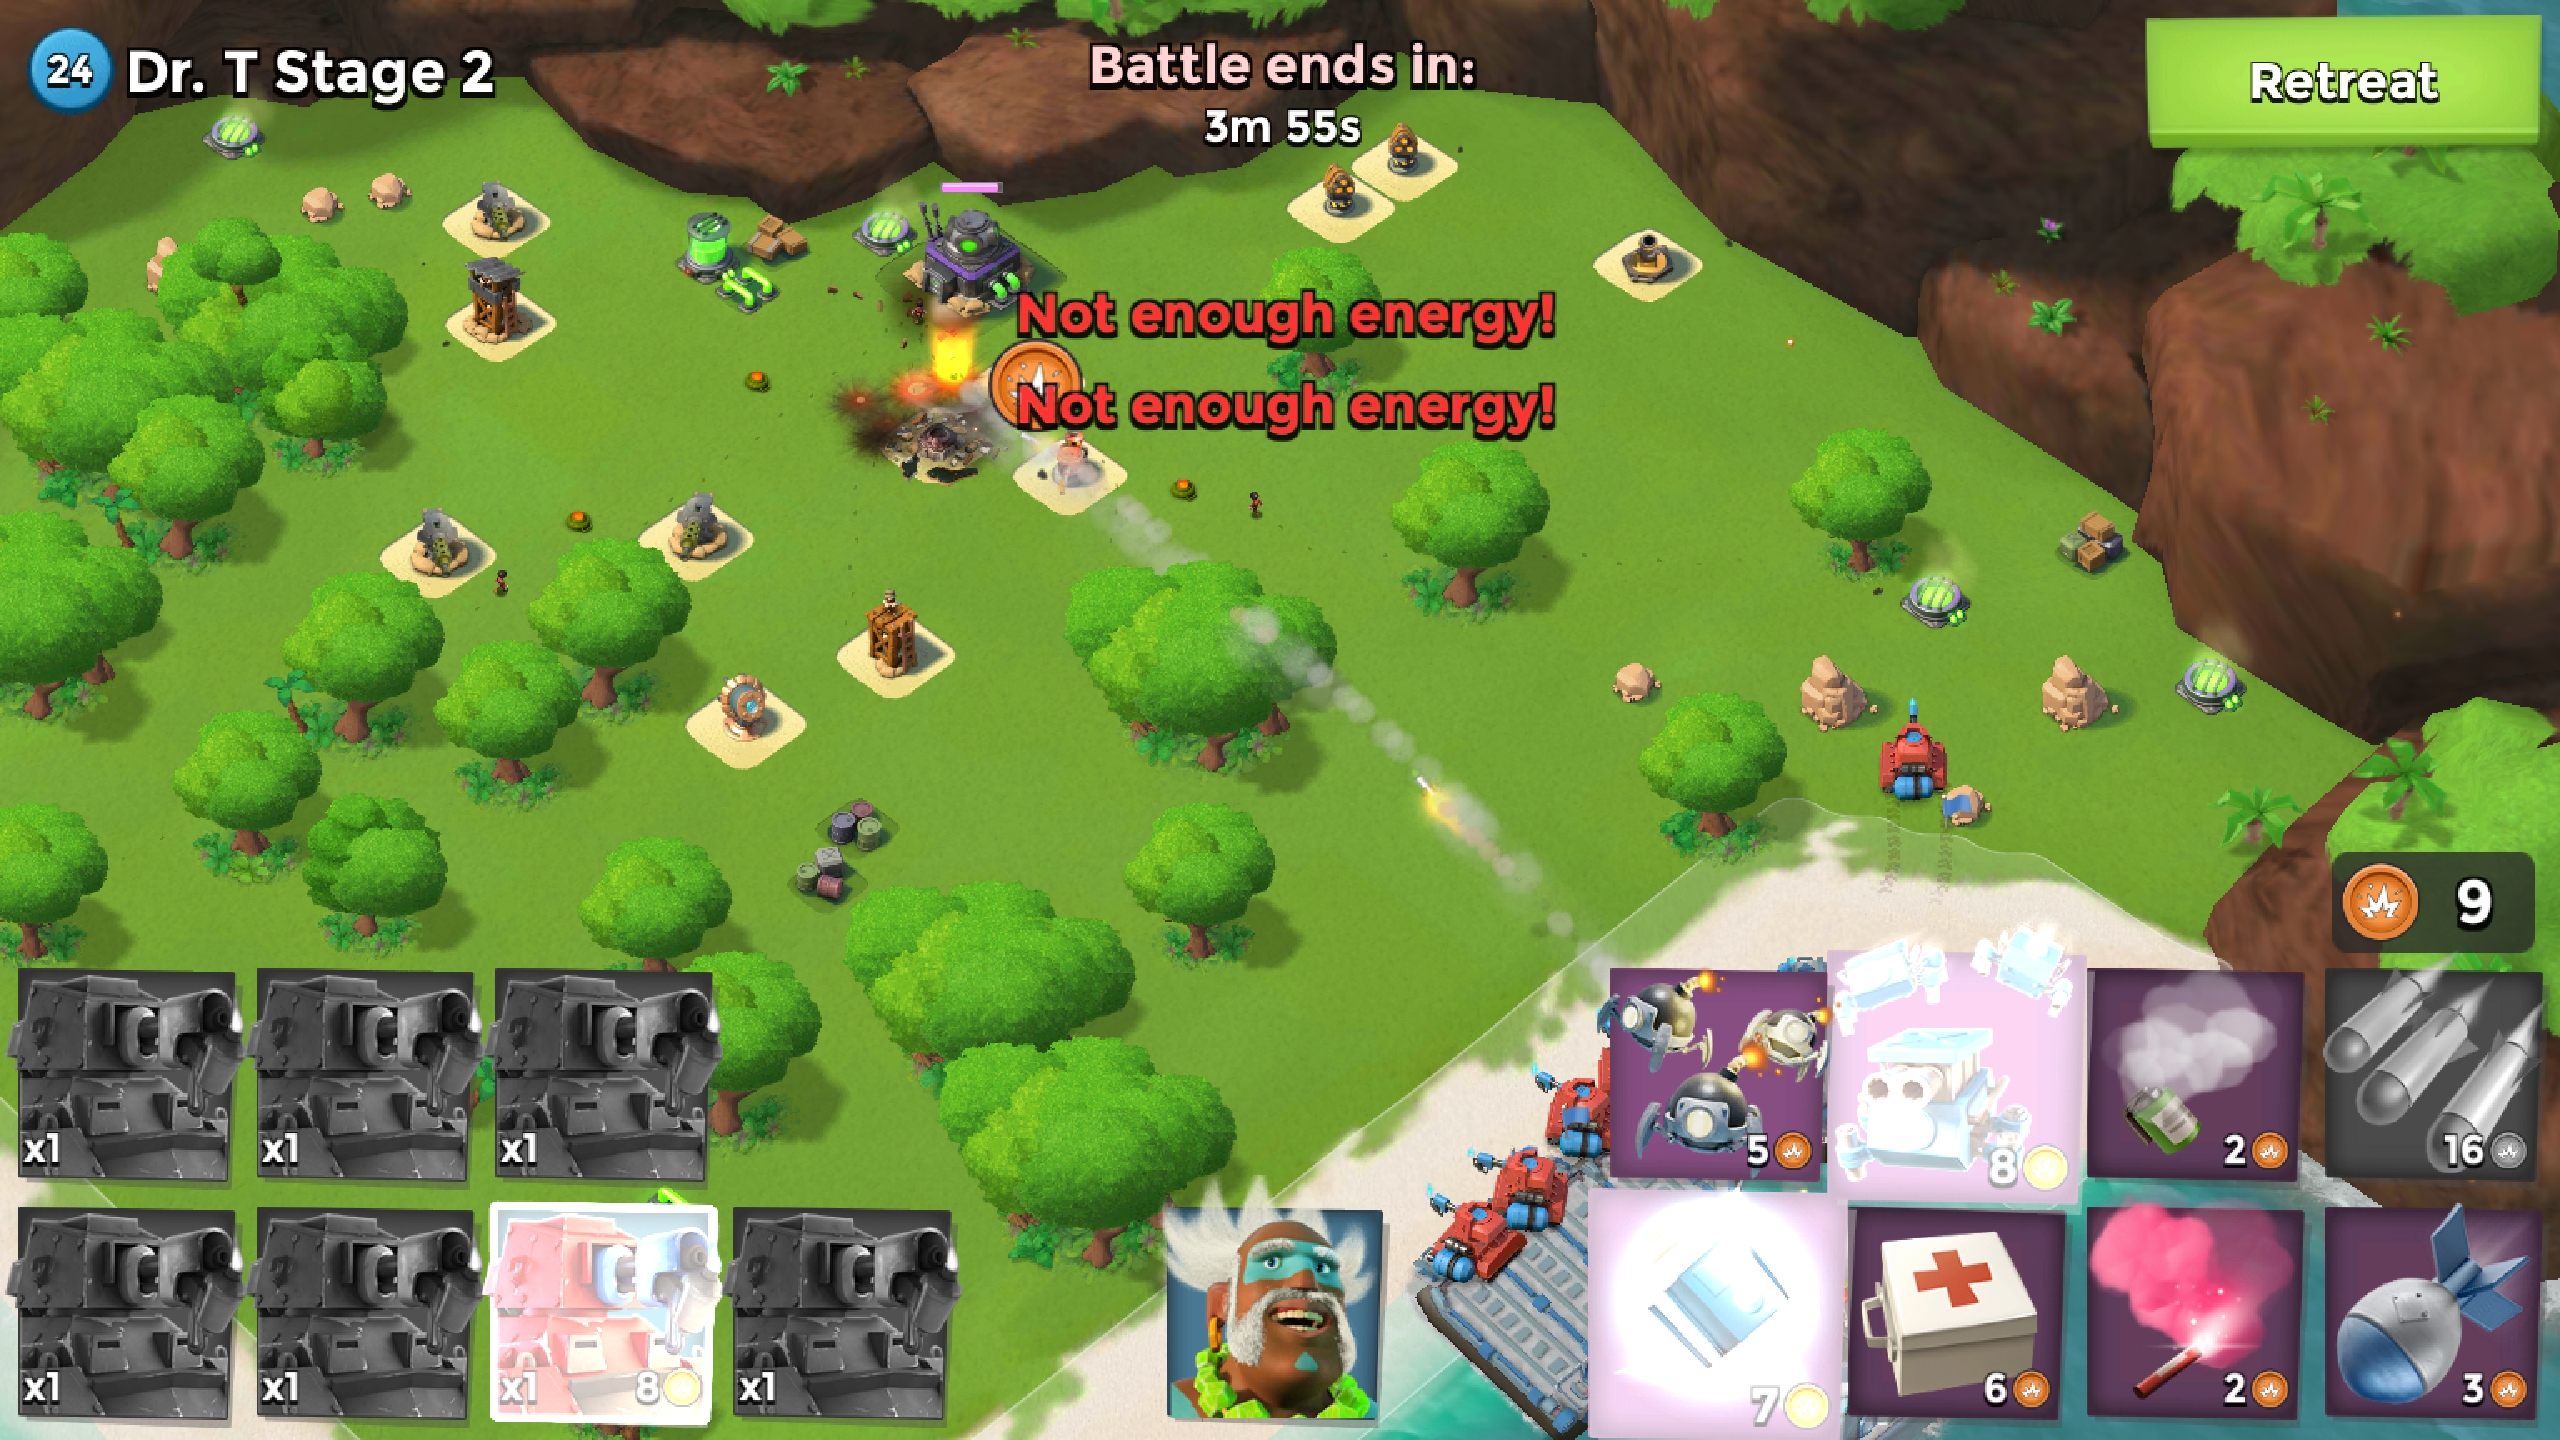 24 Dr. T Stage 2
Battle ends in:
3m 55s
Retreat
Not enough energy!
Not enough energy!
9
x1
x1
x1
5
8
2
16
x1
x1
x1 8
x1
7
6
2
3